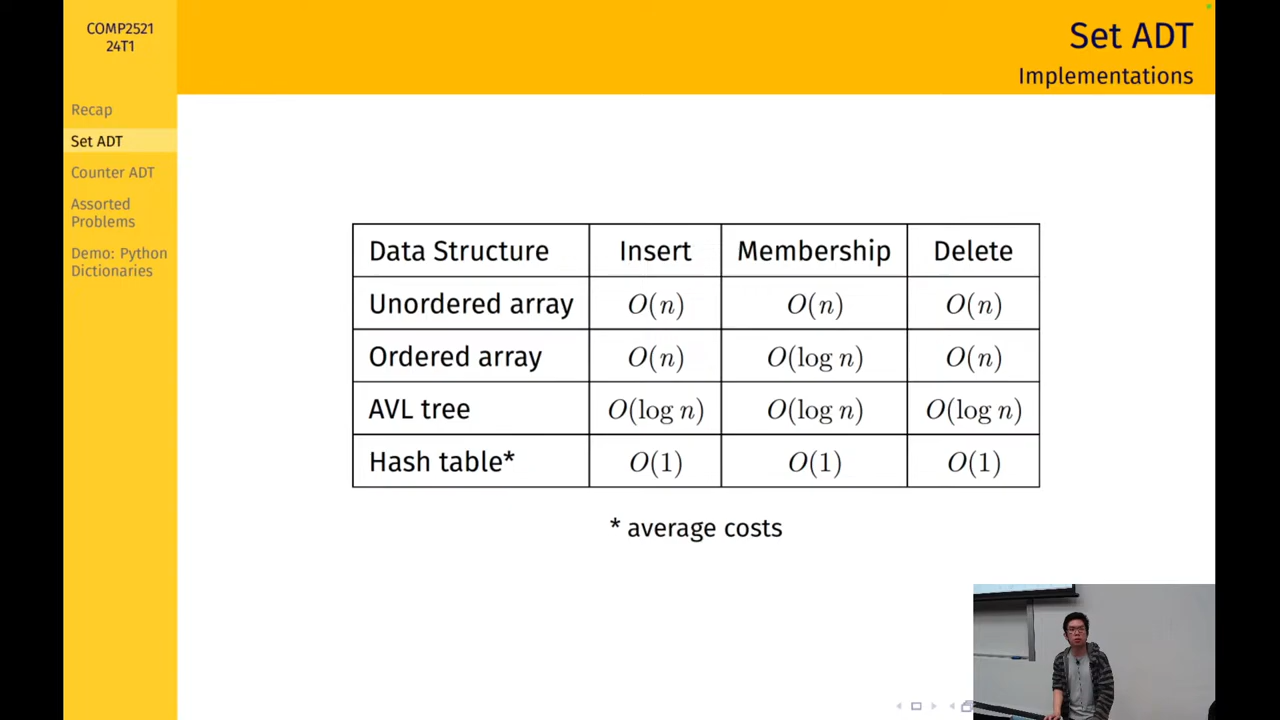 COMP2521
24T1
Set ADT
Implementations
Recap
Set ADT
Counter ADT
Assorted
Problems
Demo: Python
Dictionaries
Data Structure Insert Membership Delete
Unordered array O(n) O(n) O(n)
Ordered array O(n) O(log n) O(n)
AVL tree O(log n) O(log n) O(log n)
Hash table* O(1) O(1) O(1)
* average costs